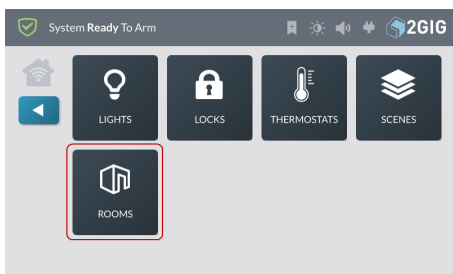 System Ready To Arm
2GIG
LIGHTS
LOCKS
THERMOSTATS
SCENES
ROOMS